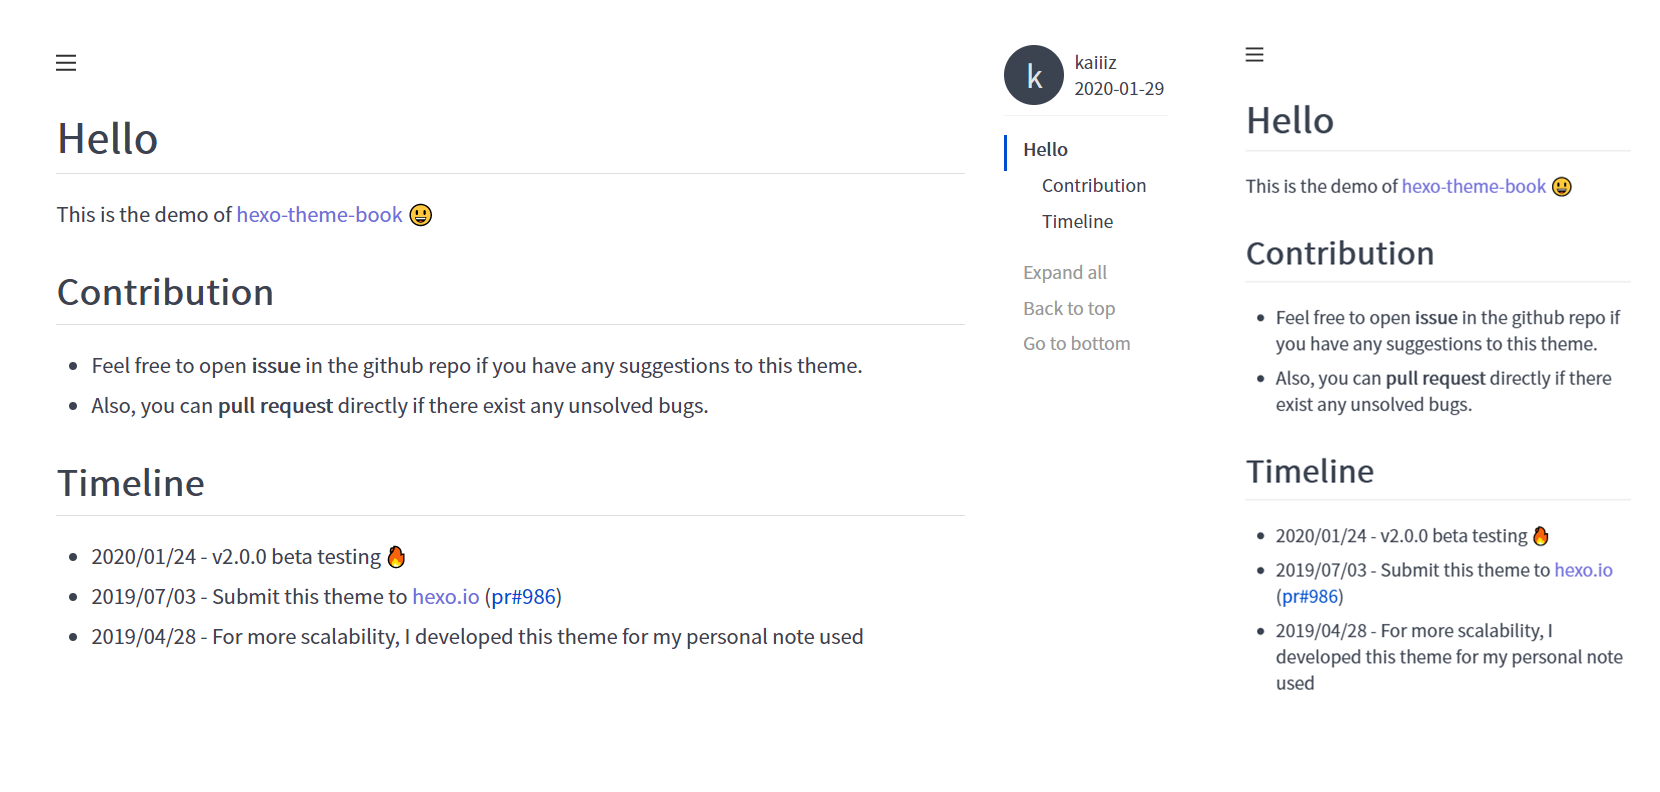 Hello
This is the demo of hexo-theme-book 😃
Contribution
Feel free to open issue in the github repo if you have any suggestions to this theme.
Also, you can pull request directly if there exist any unsolved bugs.
Timeline
2020/01/24 - v2.0.0 beta testing 🔥
2019/07/03 - Submit this theme to hexo.io (pr#986)
2019/04/28 - For more scalability, I developed this theme for my personal note used
k
kaiiiz
2020-01-29
Hello
Contribution
Timeline
Expand all
Back to top
Go to bottom
Hello
This is the demo of hexo-theme-book 😃
Contribution
Feel free to open issue in the github repo if
you have any suggestions to this theme.
Also, you can pull request directly if there
exist any unsolved bugs.
Timeline
2020/01/24 - v2.0.0 beta testing 🔥
2019/07/03 - Submit this theme to hexo.io
(pr#986)
2019/04/28 - For more scalability, I
developed this theme for my personal note
used